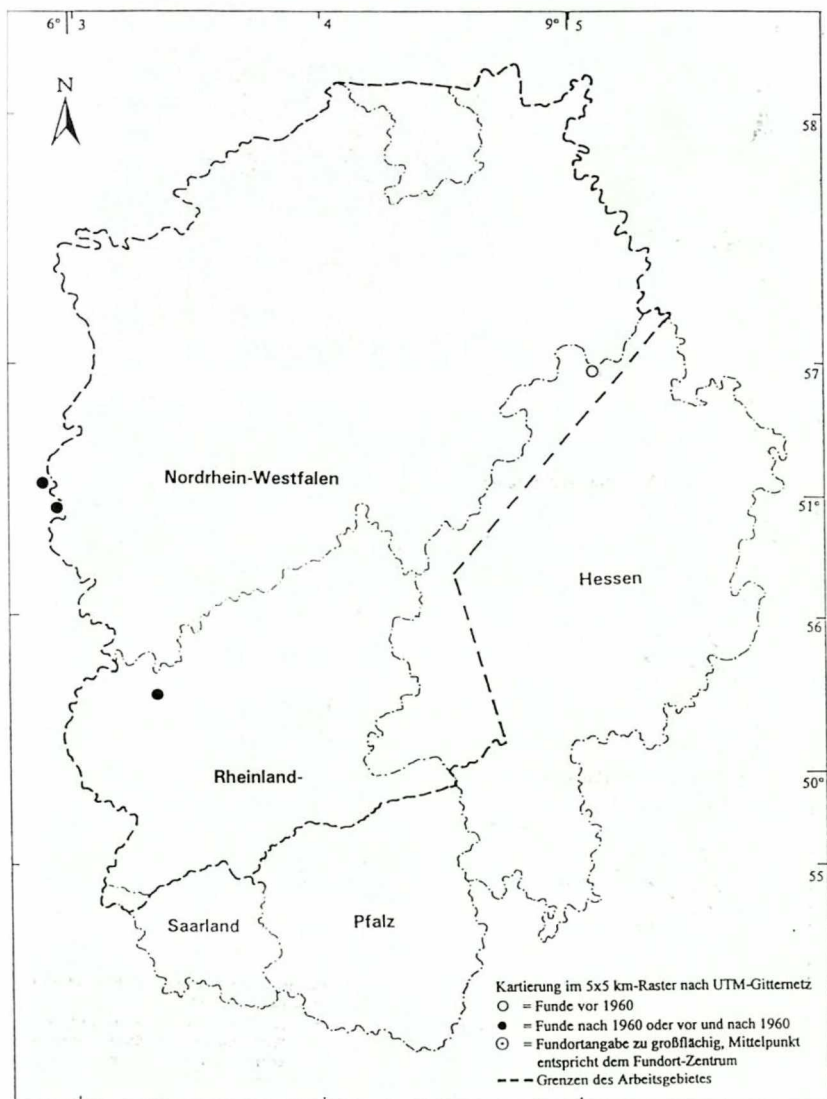 6° 3 4 9° 5
N
58
57
Nordrhein-Westfalen
51°
Hessen
56
Rheinland-
50°
55
Saarland
Pfalz
Kartierung im 5x5 km-Raster nach UTM-Gitternetz
○ = Funde vor 1960
● = Funde nach 1960 oder vor und nach 1960
⊙ = Fundortangabe zu großflächig, Mittelpunkt
entspricht dem Fundort-Zentrum
--- Grenzen des Arbeitsgebietes